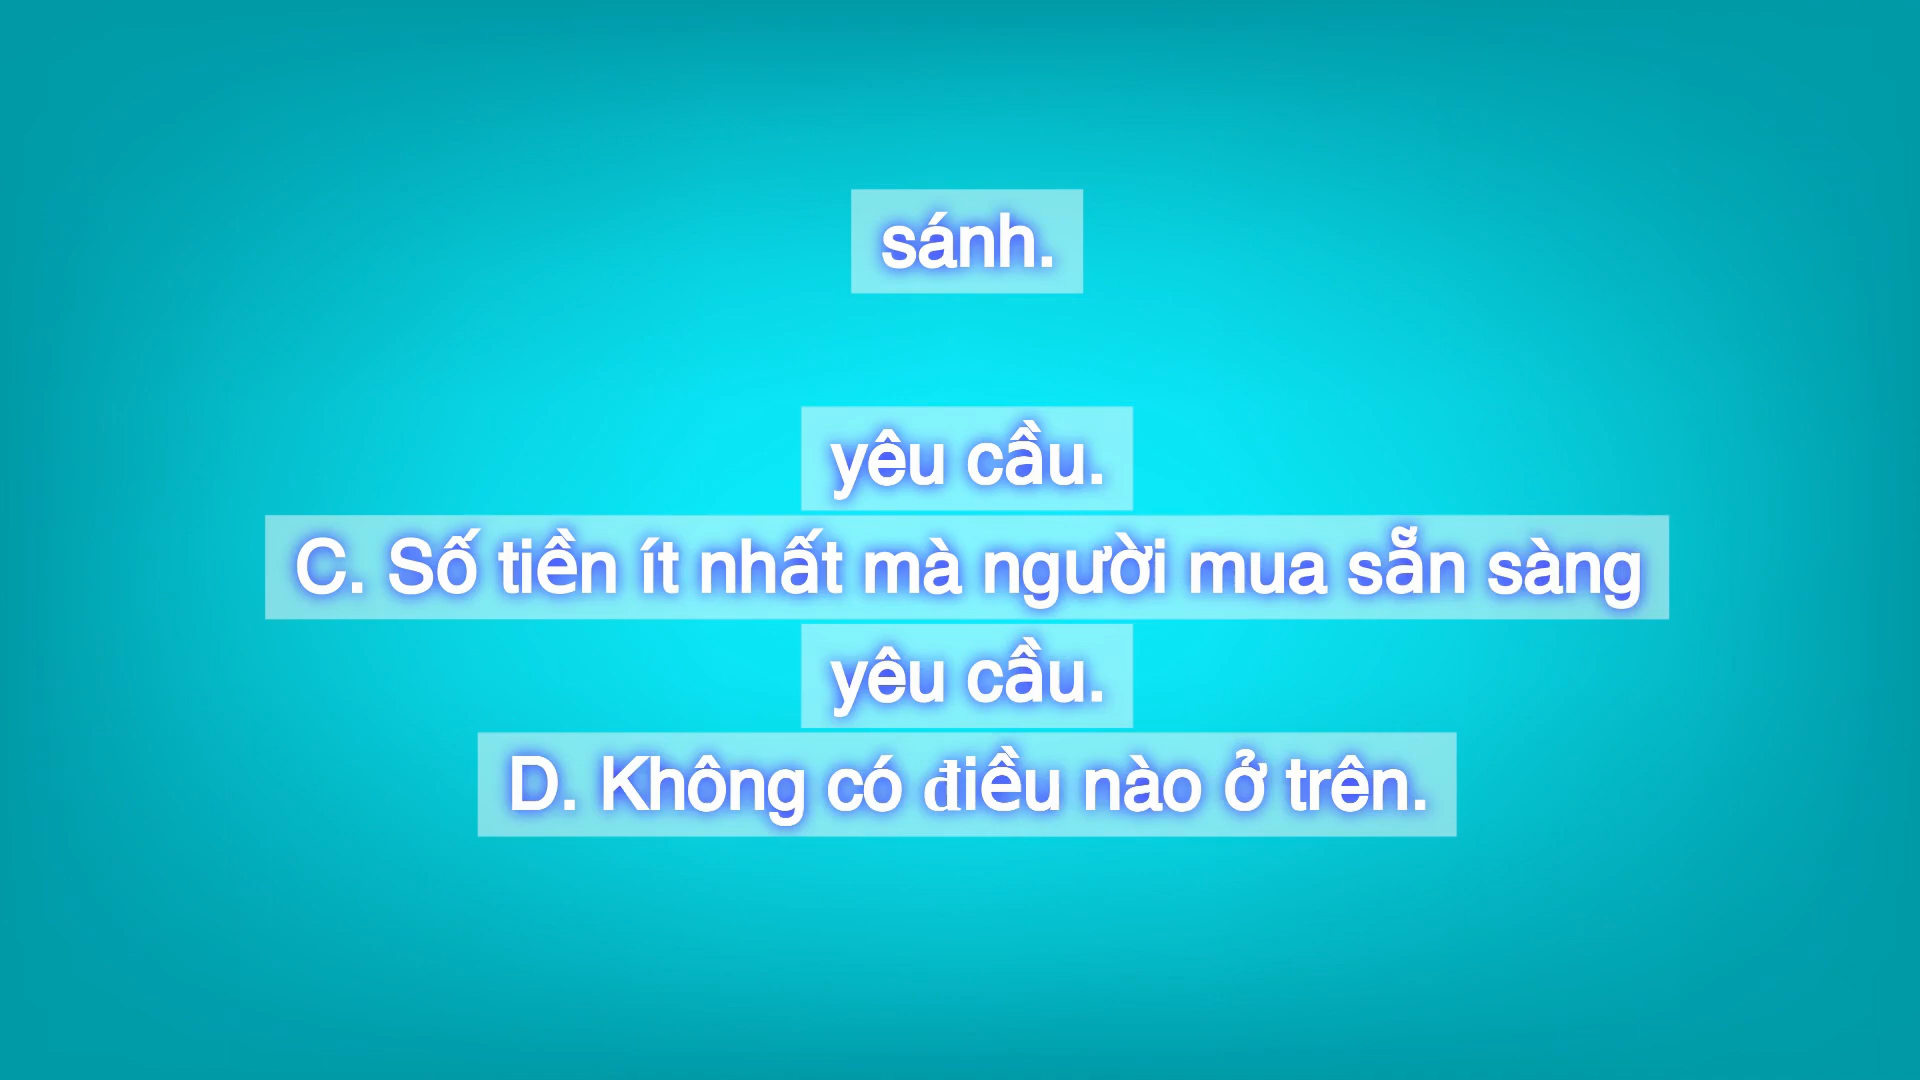 sánh.
yêu cầu.
C. Số tiền ít nhất mà người mua sẵn sàng
yêu cầu.
D. Không có điều nào ở trên.